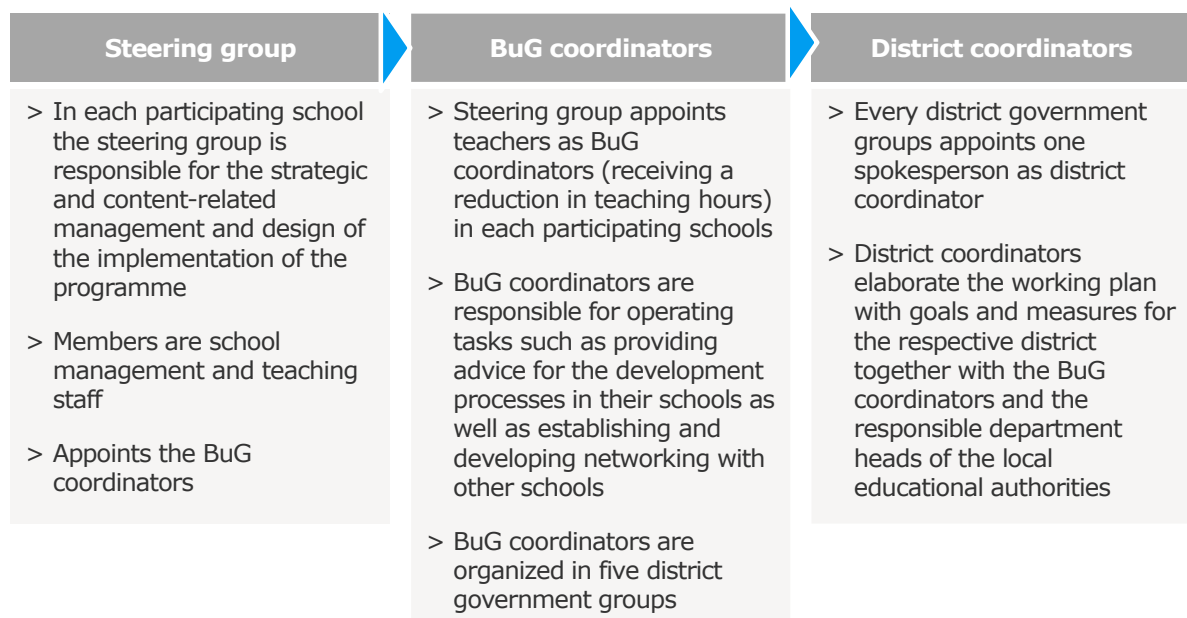 Steering group
> In each participating school
the steering group is
responsible for the strategic
and content-related
management and design of
the implementation of the
programme
> Members are school
management and teaching
staff
> Appoints the BuG
coordinators
BuG coordinators
> Steering group appoints
teachers as BuG
coordinators (receiving a
reduction in teaching hours)
in each participating schools
> BuG coordinators are
responsible for operating
tasks such as providing
advice for the development
processes in their schools as
well as establishing and
developing networking with
other schools
> BuG coordinators are
organized in five district
government groups
District coordinators
> Every district government
groups appoints one
spokesperson as district
coordinator
> District coordinators
elaborate the working plan
with goals and measures for
the respective district
together with the BuG
coordinators and the
responsible department
heads of the local
educational authorities